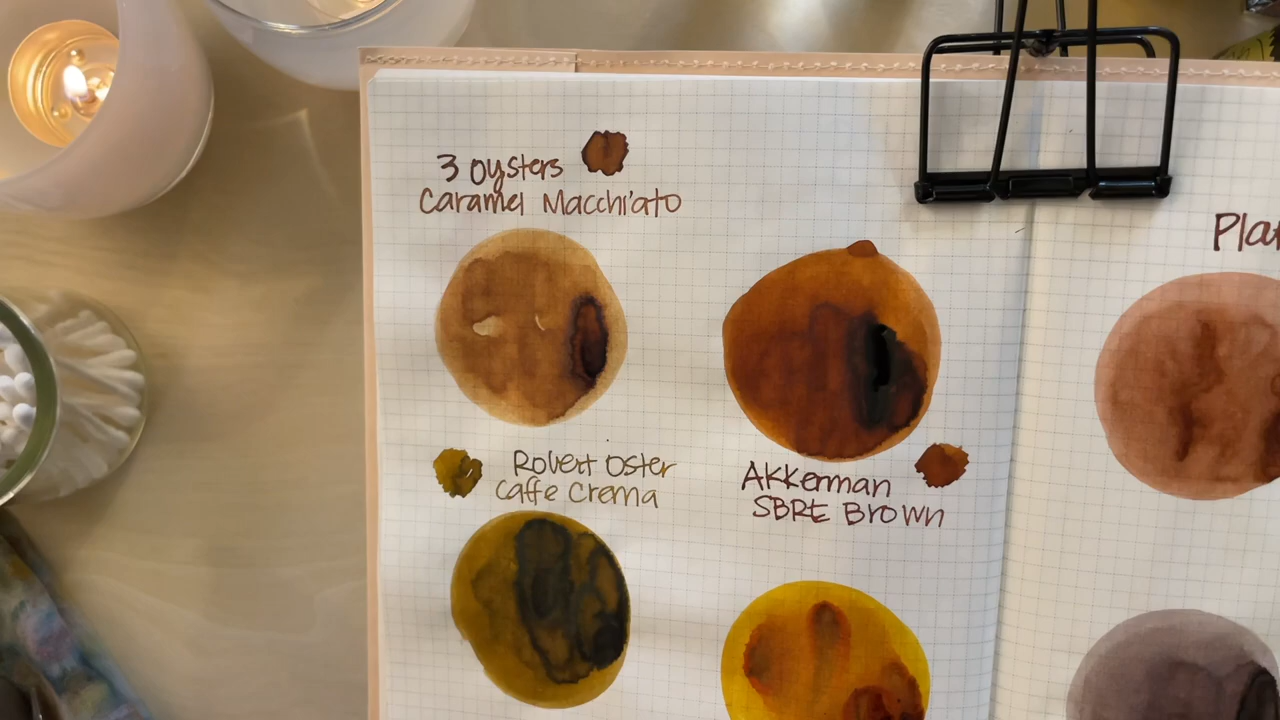 3 Oysters
Caramel Macchiato
Robert Oster
Caffe Crema
Akkerman
SBRE Brown